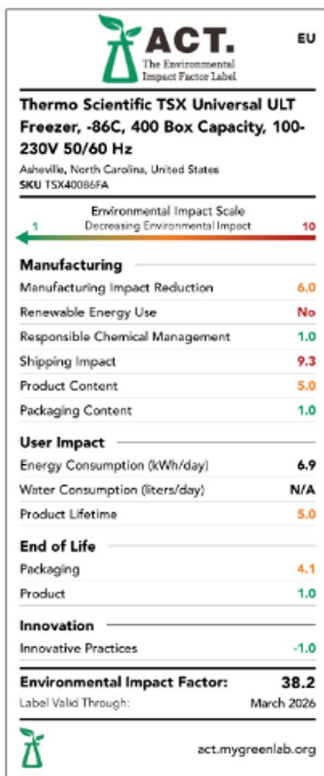 ACT.
EU
The Environmental
Impact Factor Label
Thermo Scientific TSX Universal ULT
Freezer, -86C, 400 Box Capacity, 100-
230V 50/60 Hz
Asheville, North Carolina, United States
SKU TSX40086FA
Environmental Impact Scale
1 Decreasing Environmental Impact 10
Manufacturing
Manufacturing Impact Reduction 6.0
Renewable Energy Use No
Responsible Chemical Management 1.0
Shipping Impact 9.3
Product Content 5.0
Packaging Content 1.0
User Impact
Energy Consumption (kWh/day) 6.9
Water Consumption (liters/day) N/A
Product Lifetime 5.0
End of Life
Packaging 4.1
Product 1.0
Innovation
Innovative Practices -1.0
Environmental Impact Factor: 38.2
Label Valid Through: March 2026
act.mygreenlab.org